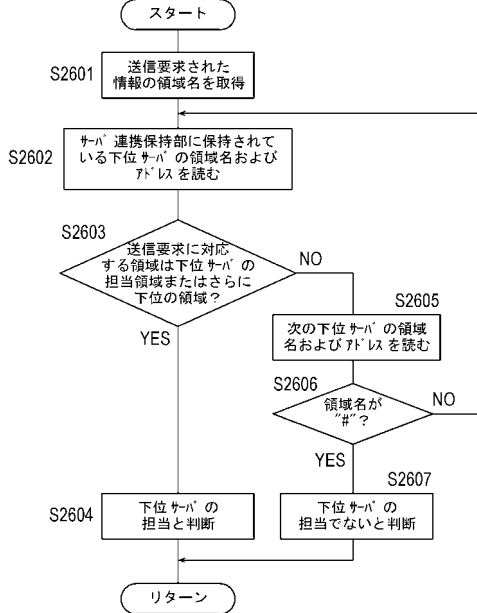 スタート
S2601
送信要求された
情報の領域名を取得
S2602
サーバ連携保持部に保持されて
いる下位サーバの領域名および
アドレスを読む
S2603
送信要求に対応
する領域は下位サーバの
担当領域またはさらに
下位の領域？
NO
YES
S2605
次の下位サーバの領域
名およびアドレスを読む
S2606
領域名が
"#"？
NO
YES
S2607
S2604
下位サーバの
担当と判断
下位サーバの
担当でないと判断
リターン